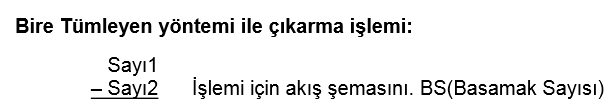 Bire Tümleyen yöntemi ile çıkarma işlemi:
Sayı1
– Sayı2 İşlemi için akış şemasını. BS(Basamak Sayısı)